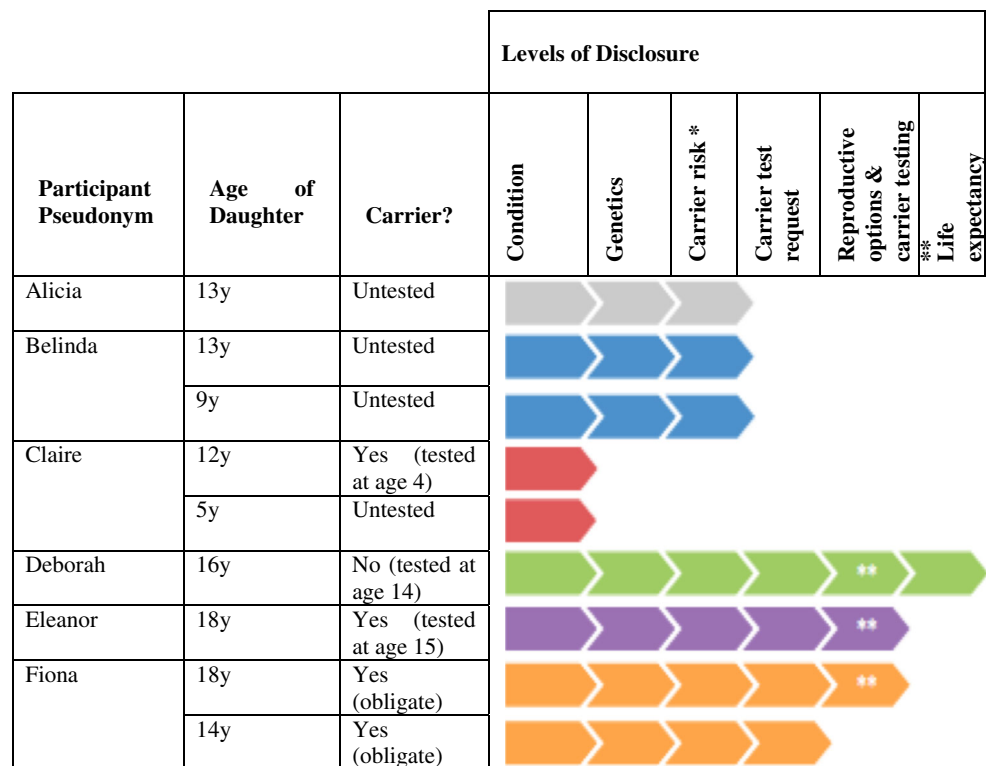 Levels of Disclosure
Participant
Pseudonym
Age of
Daughter
Carrier?
Condition
Genetics
Carrier risk *
Carrier test
request
Reproductive
options &
carrier testing
**
Life
expectancy
Alicia
13y
Untested
Belinda
13y
Untested
9y
Untested
Claire
12y
Yes (tested
at age 4)
5y
Untested
Deborah
16y
No (tested at
age 14)
**
Eleanor
18y
Yes (tested
at age 15)
**
Fiona
18y
Yes
(obligate)
**
14y
Yes
(obligate)